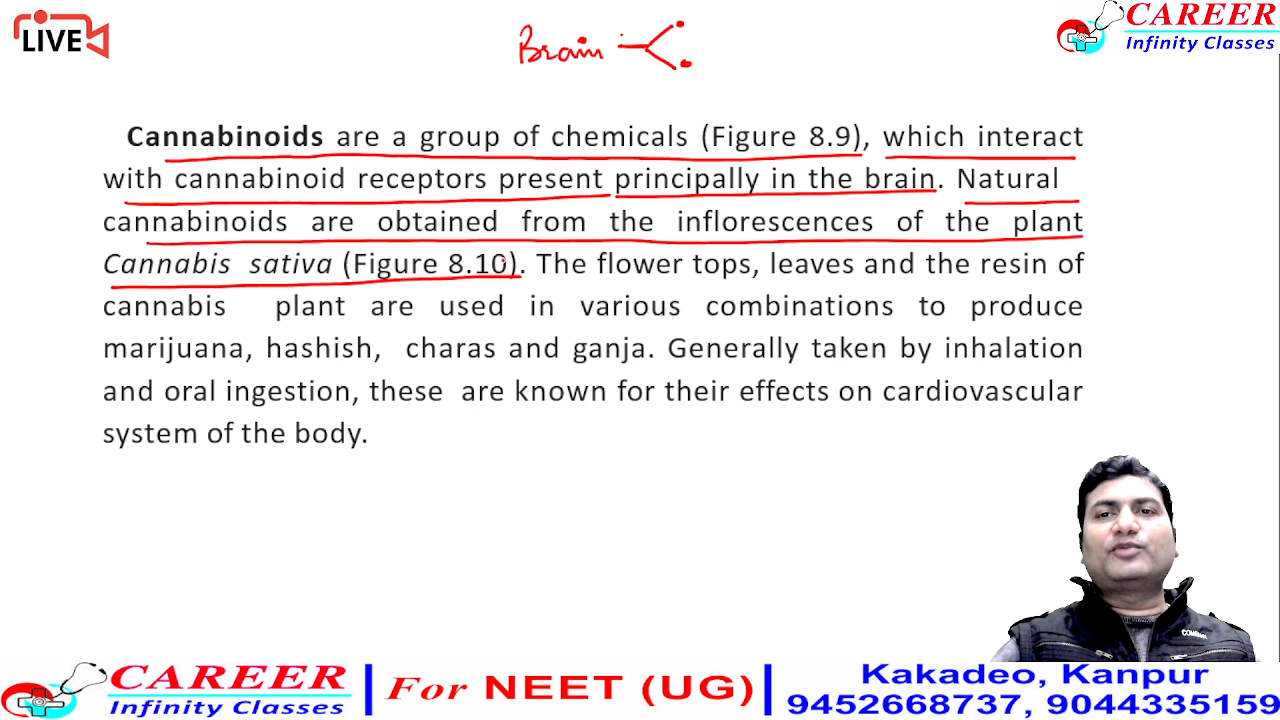 LIVE
Brain
CAREER
Infinity Classes
Cannabinoids are a group of chemicals (Figure 8.9), which interact
with cannabinoid receptors present principally in the brain. Natural
cannabinoids are obtained from the inflorescences of the plant
Cannabis sativa (Figure 8.10). The flower tops, leaves and the resin of
cannabis plant are used in various combinations to produce
marijuana, hashish, charas and ganja. Generally taken by inhalation
and oral ingestion, these are known for their effects on cardiovascular
system of the body.
CAREER
Infinity Classes
For NEET (UG)
Kakadeo, Kanpur
9452668737, 9044335159